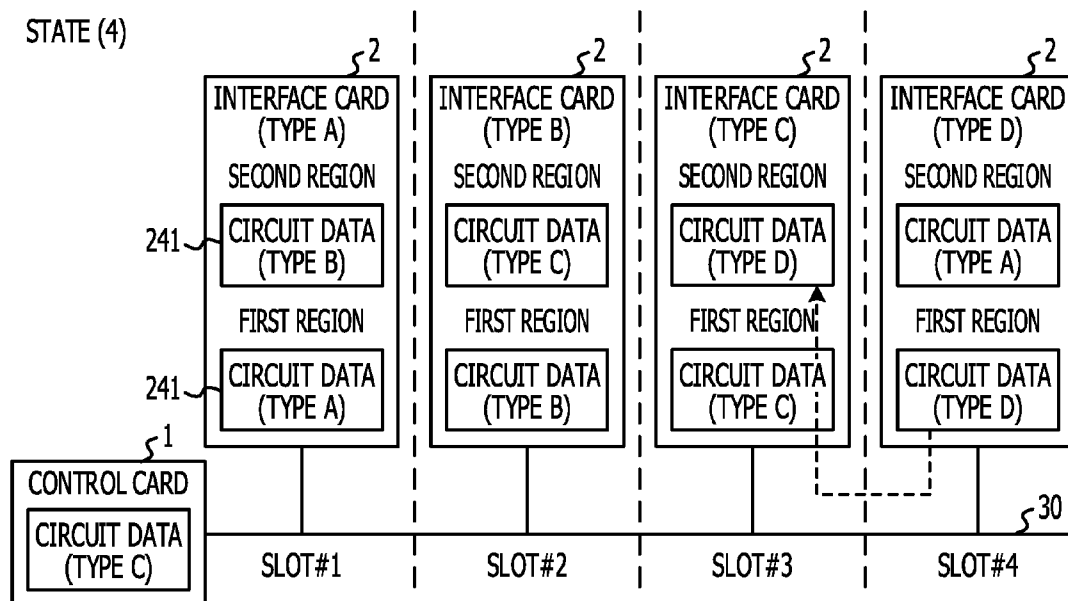 STATE (4)
2
2
2
2
INTERFACE CARD
(TYPE A)
INTERFACE CARD
(TYPE B)
INTERFACE CARD
(TYPE C)
INTERFACE CARD
(TYPE D)
SECOND REGION
SECOND REGION
SECOND REGION
SECOND REGION
241
CIRCUIT DATA
(TYPE B)
CIRCUIT DATA
(TYPE C)
CIRCUIT DATA
(TYPE D)
CIRCUIT DATA
(TYPE A)
FIRST REGION
FIRST REGION
FIRST REGION
FIRST REGION
241
CIRCUIT DATA
(TYPE A)
CIRCUIT DATA
(TYPE B)
CIRCUIT DATA
(TYPE C)
CIRCUIT DATA
(TYPE D)
1
CONTROL CARD
CIRCUIT DATA
(TYPE C)
30
SLOT#1
SLOT#2
SLOT#3
SLOT#4